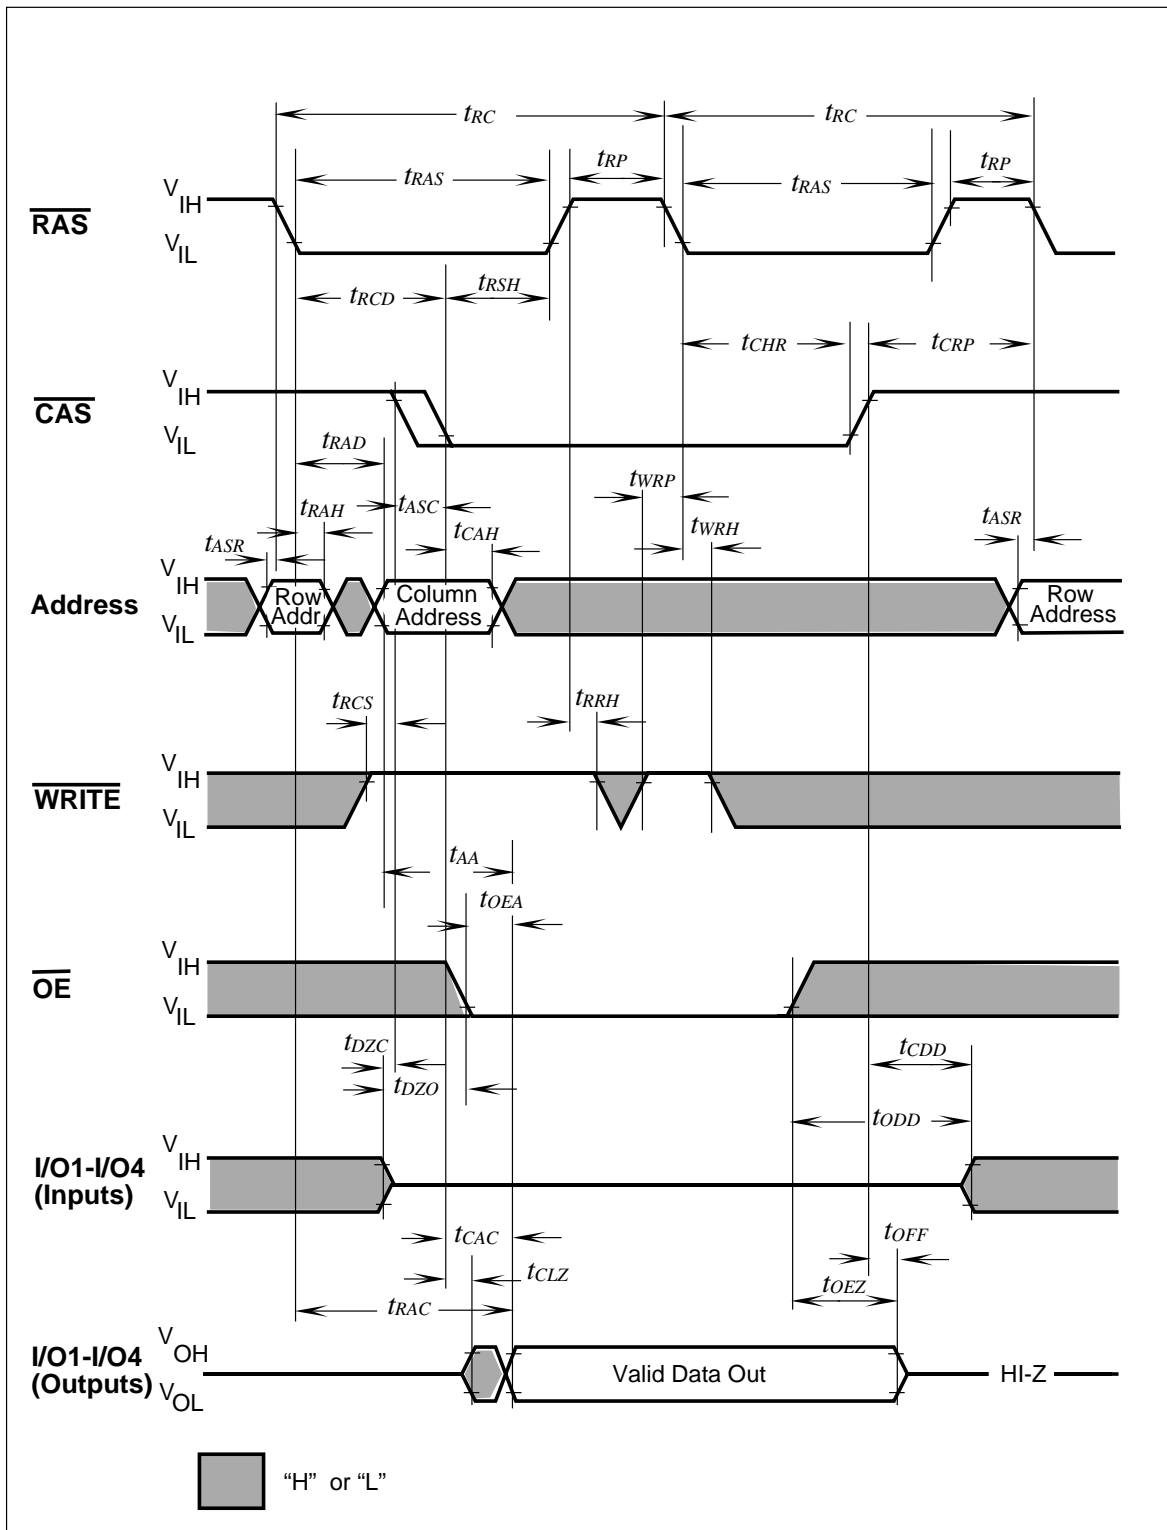 tRC tRC
tRP tRP
tRAS tRAS
VIH
RAS
VIL
tRCD tRSH
tCHR tCRP
VIH
CAS
VIL
tRAD
tWRP
tASC
tRAH tCAH tWRH tASR
tASR
VIH
Row Column Row
Address
Addr. Address Address
VIL
tRCS tRRH
VIH
WRITE
VIL
tAA
tOEA
VIH
OE
VIL
tDZC tCDD
tDZO
tODD
VIH
I/O1-I/O4
(Inputs)
VIL
tCAC tOFF
tCLZ tOEZ
tRAC
VOH
I/O1-I/O4
(Outputs)
VOL
Valid Data Out HI-Z
“H” or “L”